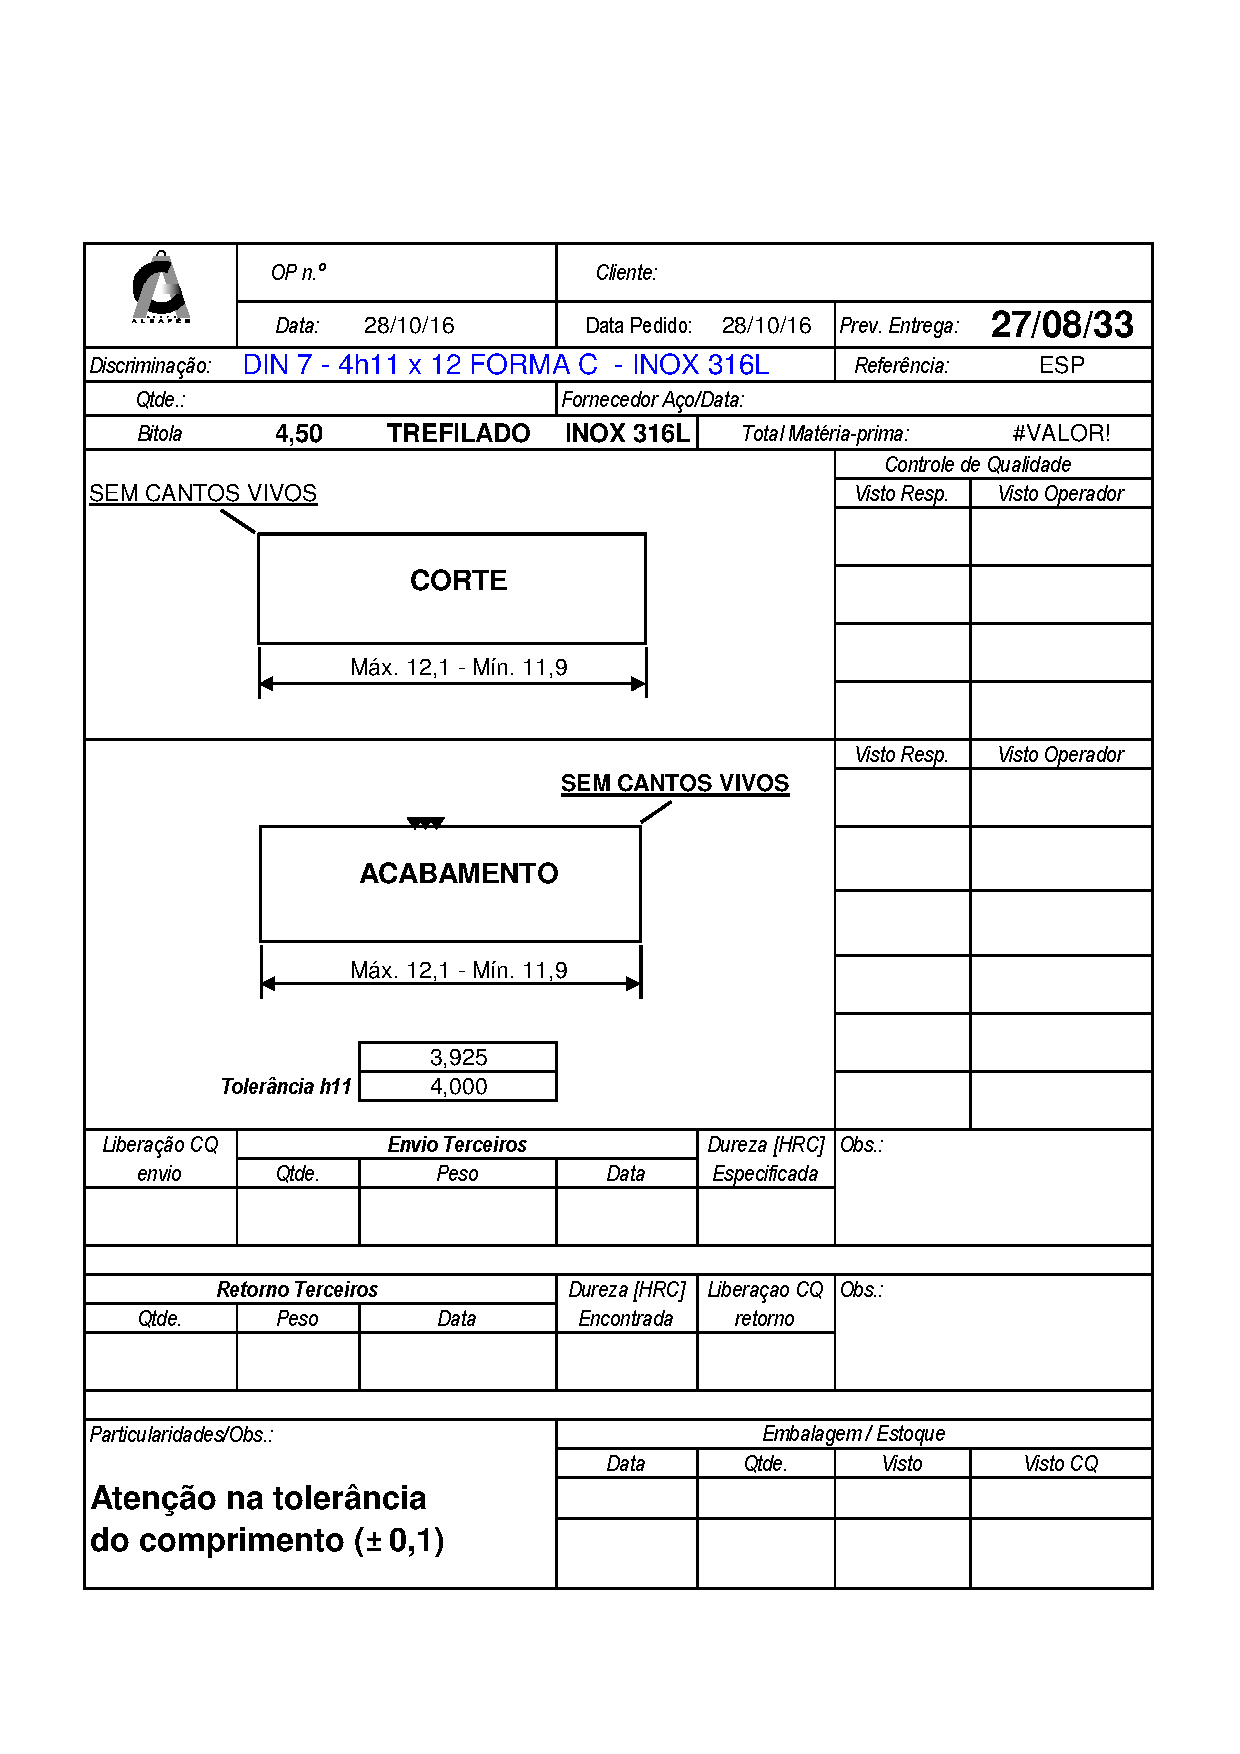 ALBAPEM
OP n.º Cliente:
Data: 28/10/16 Data Pedido: 28/10/16 Prev. Entrega: 27/08/33
Discriminação: DIN 7 - 4h11 x 12 FORMA C - INOX 316L Referência: ESP
Qtde.: Fornecedor Aço/Data:
Bitola 4,50 TREFILADO INOX 316L Total Matéria-prima: #VALOR!
Controle de Qualidade
SEM CANTOS VIVOS Visto Resp. Visto Operador
CORTE
Máx. 12,1 - Mín. 11,9
Visto Resp. Visto Operador
SEM CANTOS VIVOS
ACABAMENTO
Máx. 12,1 - Mín. 11,9
3,925
Tolerância h11 4,000
Liberação CQ Envio Terceiros Dureza [HRC] Obs.:
envio Qtde. Peso Data Especificada
Retorno Terceiros Dureza [HRC] Liberaçao CQ Obs.:
Qtde. Peso Data Encontrada retorno
Particularidades/Obs.: Embalagem / Estoque
Data Qtde. Visto Visto CQ
Atenção na tolerância
do comprimento (± 0,1)